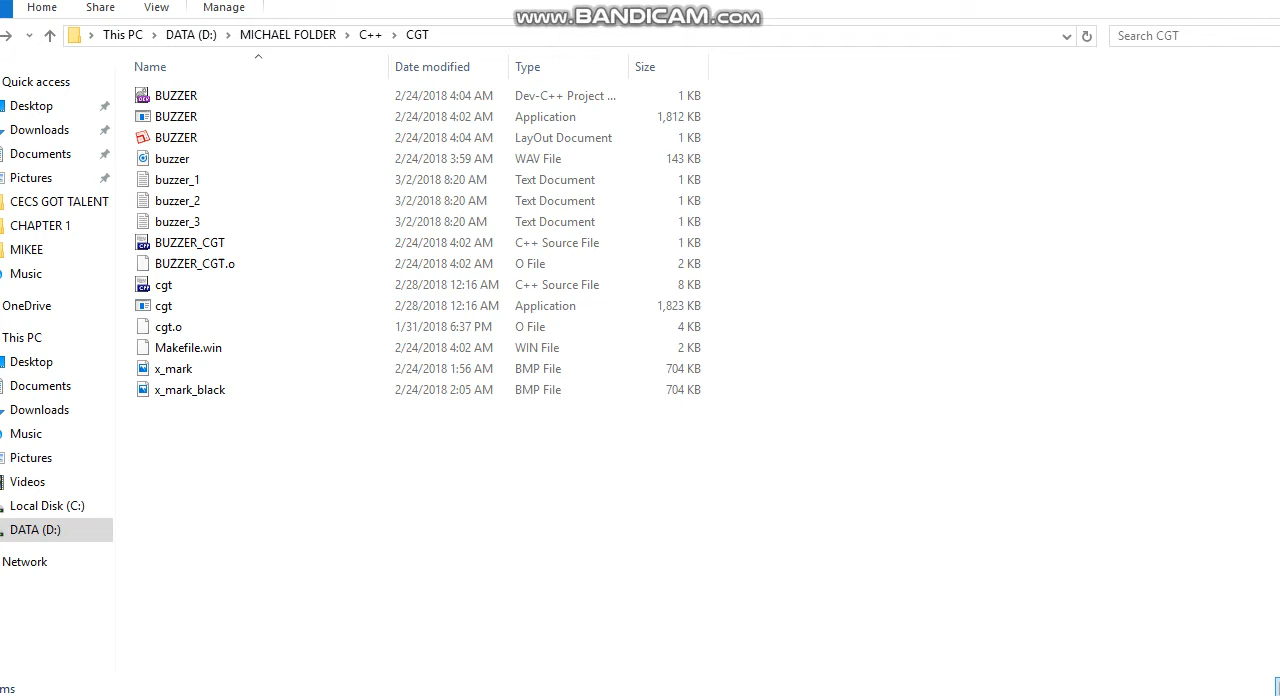 Home Share View Manage
www.BANDICAM.com
This PC > DATA (D:) > MICHAEL FOLDER > C++ > CGT
Search CGT
Name Date modified Type Size
BUZZER 2/24/2018 4:04 AM Dev-C++ Project ... 1 KB
BUZZER 2/24/2018 4:02 AM Application 1,812 KB
BUZZER 2/24/2018 4:04 AM LayOut Document 1 KB
buzzer 2/24/2018 3:59 AM WAV File 143 KB
buzzer_1 3/2/2018 8:20 AM Text Document 1 KB
buzzer_2 3/2/2018 8:20 AM Text Document 1 KB
buzzer_3 3/2/2018 8:20 AM Text Document 1 KB
BUZZER_CGT 2/24/2018 4:02 AM C++ Source File 1 KB
BUZZER_CGT.o 2/24/2018 4:02 AM O File 2 KB
cgt 2/28/2018 12:16 AM C++ Source File 8 KB
cgt 2/28/2018 12:16 AM Application 1,823 KB
cgt.o 1/31/2018 6:37 PM O File 4 KB
Makefile.win 2/24/2018 4:02 AM WIN File 2 KB
x_mark 2/24/2018 1:56 AM BMP File 704 KB
x_mark_black 2/24/2018 2:05 AM BMP File 704 KB
Quick access
Desktop
Downloads
Documents
Pictures
CECS GOT TALENT
CHAPTER 1
MIKEE
Music
OneDrive
This PC
Desktop
Documents
Downloads
Music
Pictures
Videos
Local Disk (C:)
DATA (D:)
Network
ms